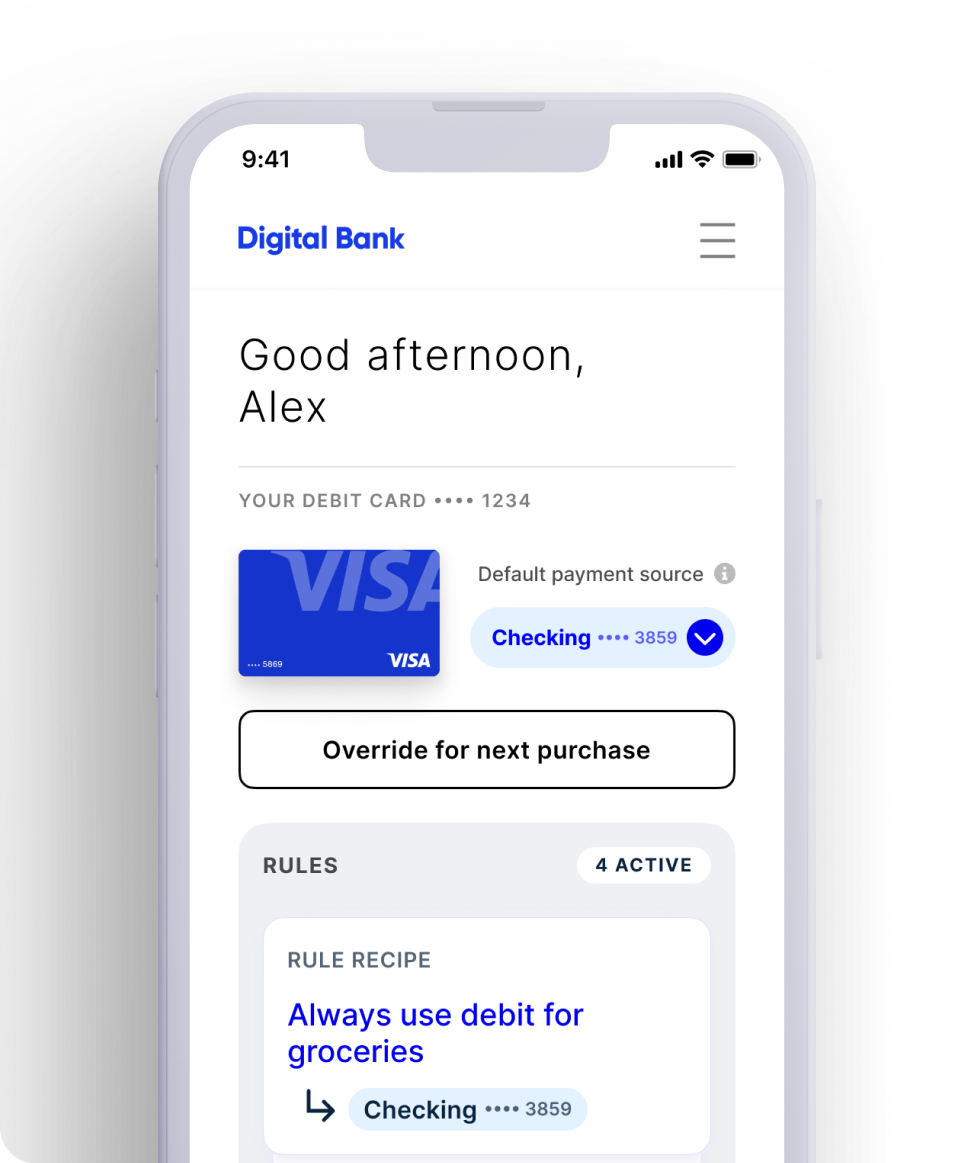 9:41
Digital Bank
Good afternoon,
Alex
YOUR DEBIT CARD •••• 1234
VISA
•••• 5869
VISA
Default payment source
Checking •••• 3859
Override for next purchase
RULES
4 ACTIVE
RULE RECIPE
Always use debit for
groceries
Checking •••• 3859